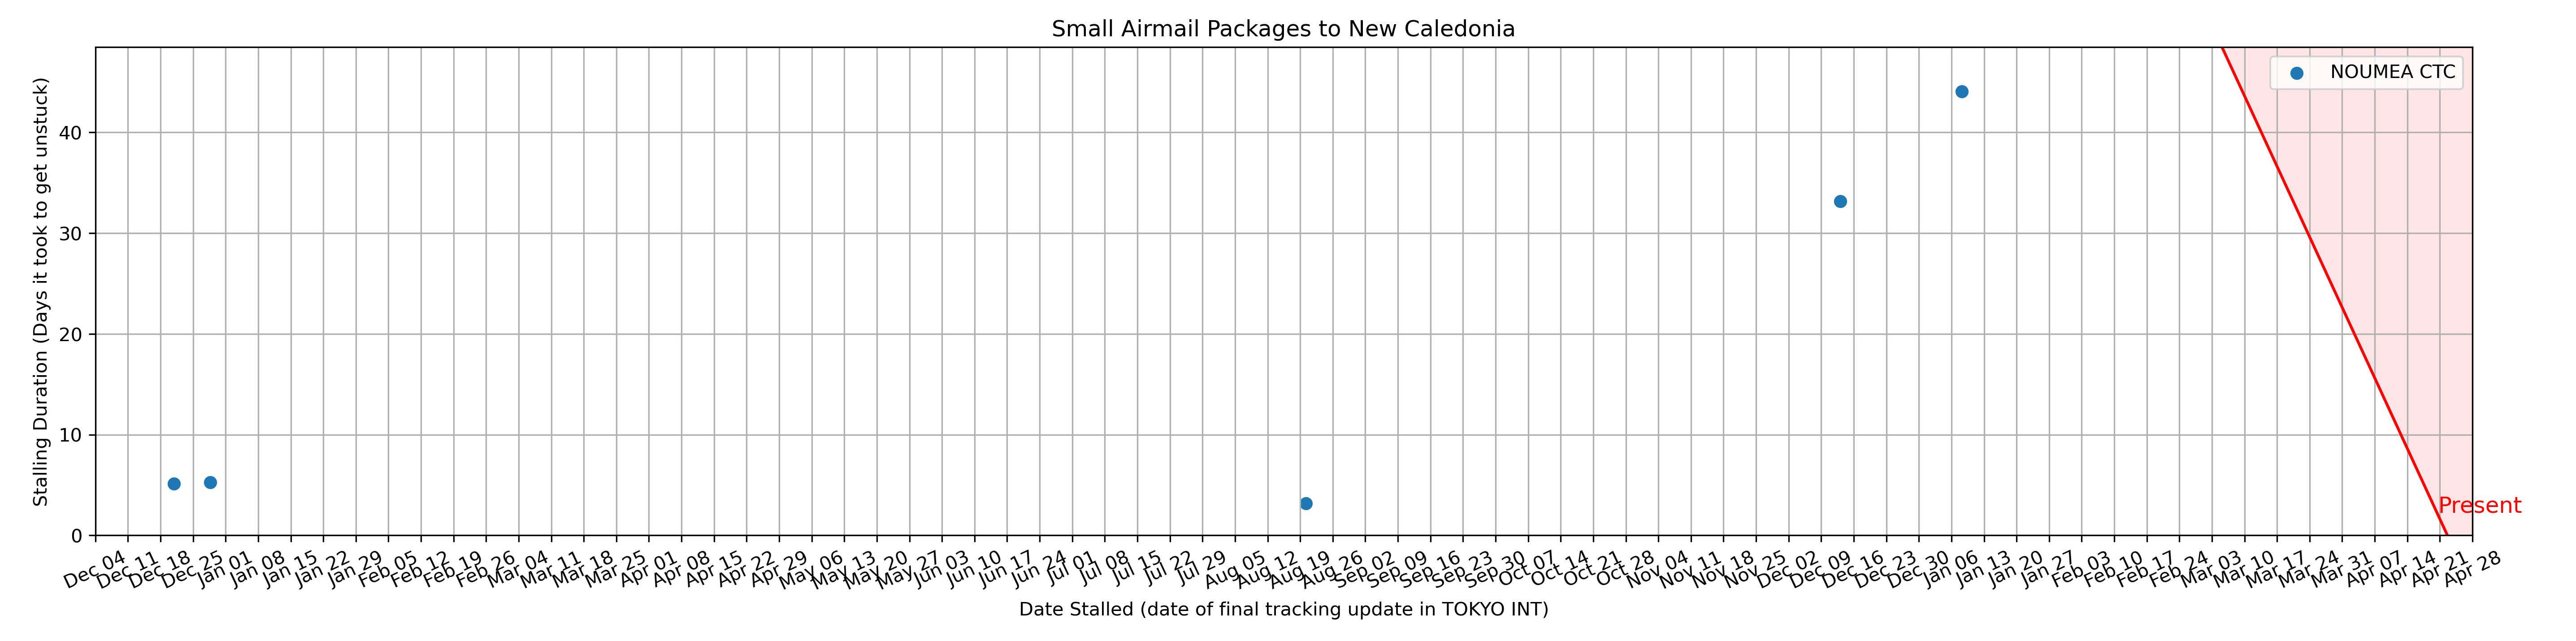 Small Airmail Packages to New Caledonia
NOUMEA CTC
Stalling Duration (Days it took to get unstuck)
40
30
20
10
0
Present
Dec 04 Dec 11 Dec 18 Dec 25 Jan 01 Jan 08 Jan 15 Jan 22 Jan 29 Feb 05 Feb 12 Feb 19 Feb 26 Mar 04 Mar 11 Mar 18 Mar 25 Apr 01 Apr 08 Apr 15 Apr 22 Apr 29 May 06 May 13 May 20 May 27 Jun 03 Jun 10 Jun 17 Jun 24 Jul 01 Jul 08 Jul 15 Jul 22 Jul 29 Aug 05 Aug 12 Aug 19 Aug 26 Sep 02 Sep 09 Sep 16 Sep 23 Sep 30 Oct 07 Oct 14 Oct 21 Oct 28 Nov 04 Nov 11 Nov 18 Nov 25 Dec 02 Dec 09 Dec 16 Dec 23 Dec 30 Jan 06 Jan 13 Jan 20 Jan 27 Feb 03 Feb 10 Feb 17 Feb 24 Mar 03 Mar 10 Mar 17 Mar 24 Mar 31 Apr 07 Apr 14 Apr 21 Apr 28
Date Stalled (date of final tracking update in TOKYO INT)